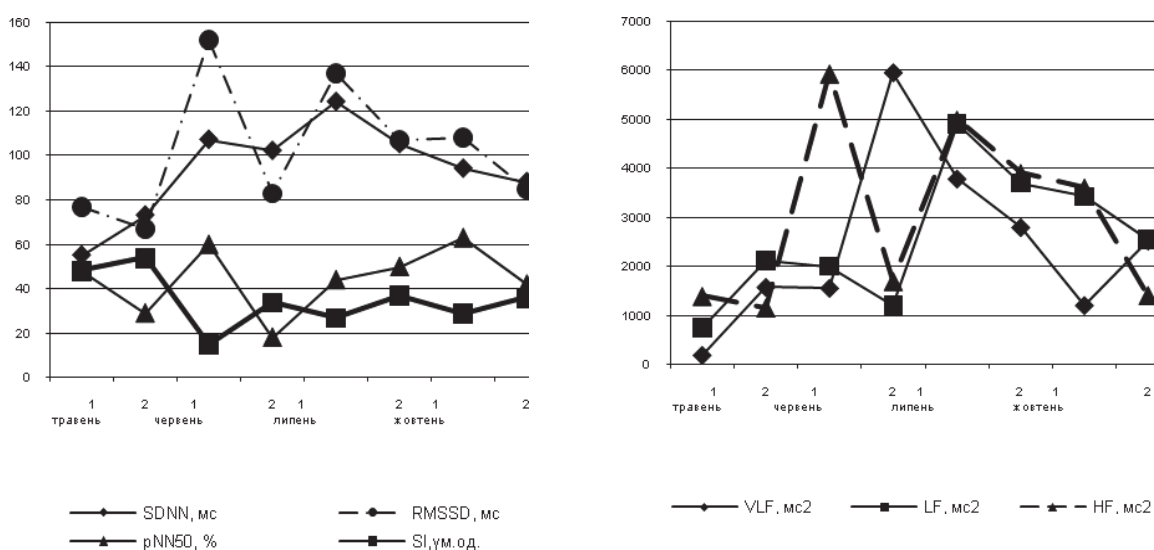 160
140
120
100
80
60
40
20
0
1 2 1 2 1 2 1 2
травень червень липень жовтень
SDNN, мс RMSSD, мс
pNN50, % SI,ум.од.
7000
6000
5000
4000
3000
2000
1000
0
1 2 1 2 1 2 1 2
травень червень липень жовтень
VLF, мс2 LF, мс2 HF, мс2